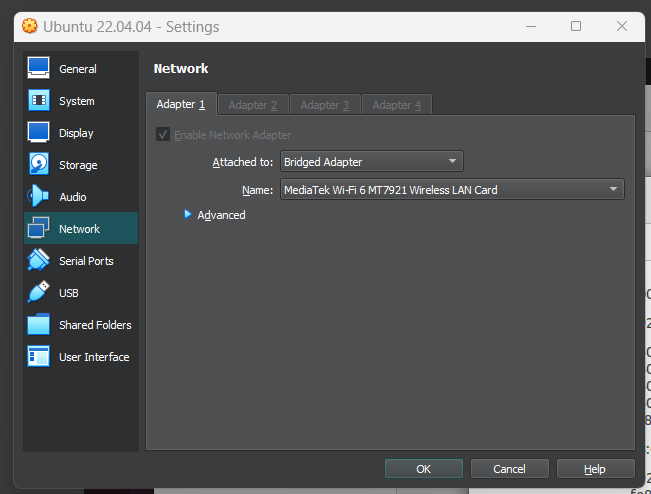 Ubuntu 22.04.04 - Settings
General
System
Display
Storage
Audio
Network
Serial Ports
USB
Shared Folders
User Interface
Network
Adapter 1
Adapter 2
Adapter 3
Adapter 4
Enable Network Adapter
Attached to:
Bridged Adapter
Name:
MediaTek Wi-Fi 6 MT7921 Wireless LAN Card
Advanced
OK
Cancel
Help